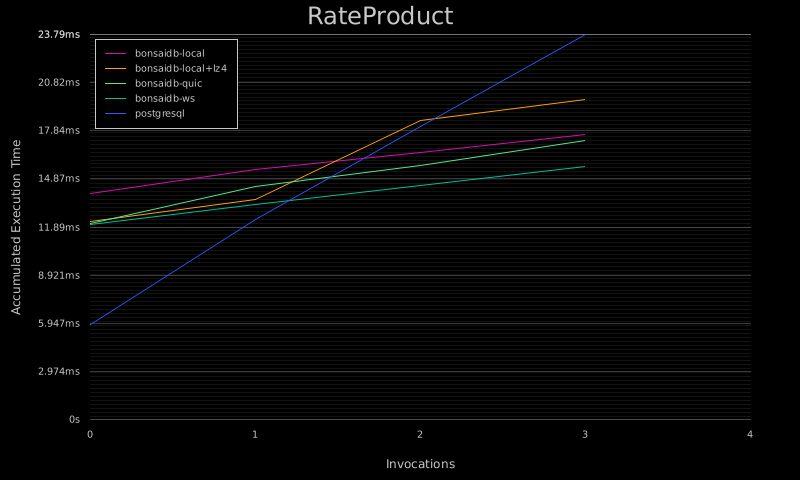 RateProduct
23.79ms
20.82ms
17.84ms
14.87ms
11.89ms
8.921ms
5.947ms
2.974ms
0s
Accumulated Execution Time
bonsaidb-local
bonsaidb-local+lz4
bonsaidb-quic
bonsaidb-ws
postgresql
0 1 2 3 4
Invocations